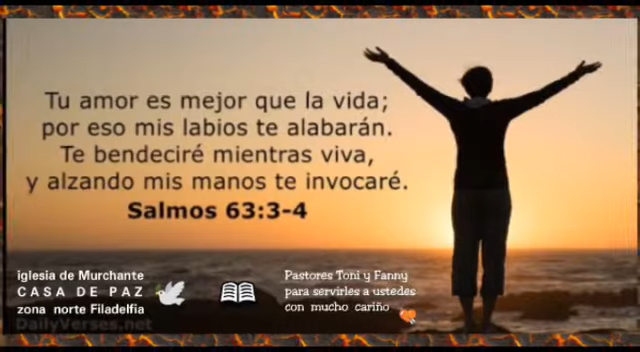 Tu amor es mejor que la vida;
por eso mis labios te alabarán.
Te bendeciré mientras viva,
y alzando mis manos te invocaré.
Salmos 63:3-4
iglesia de Murchante
CASA DE PAZ
zona norte Filadelfia
Pastores Toni y Fanny
para servirles a ustedes
con mucho cariño
DailyVerses.net